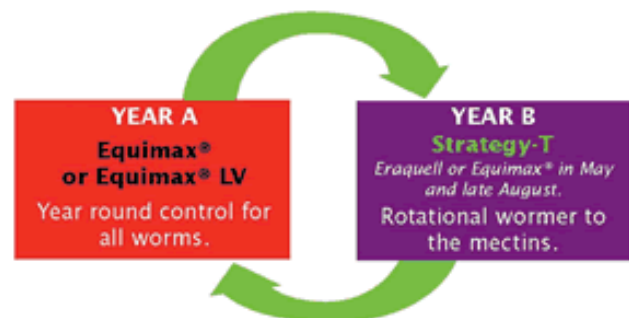 YEAR A
Equimax®
or Equimax® LV
Year round control for
all worms.
YEAR B
Strategy-T
Eraquell or Equimax® in May
and late August.
Rotational wormer to
the mectins.